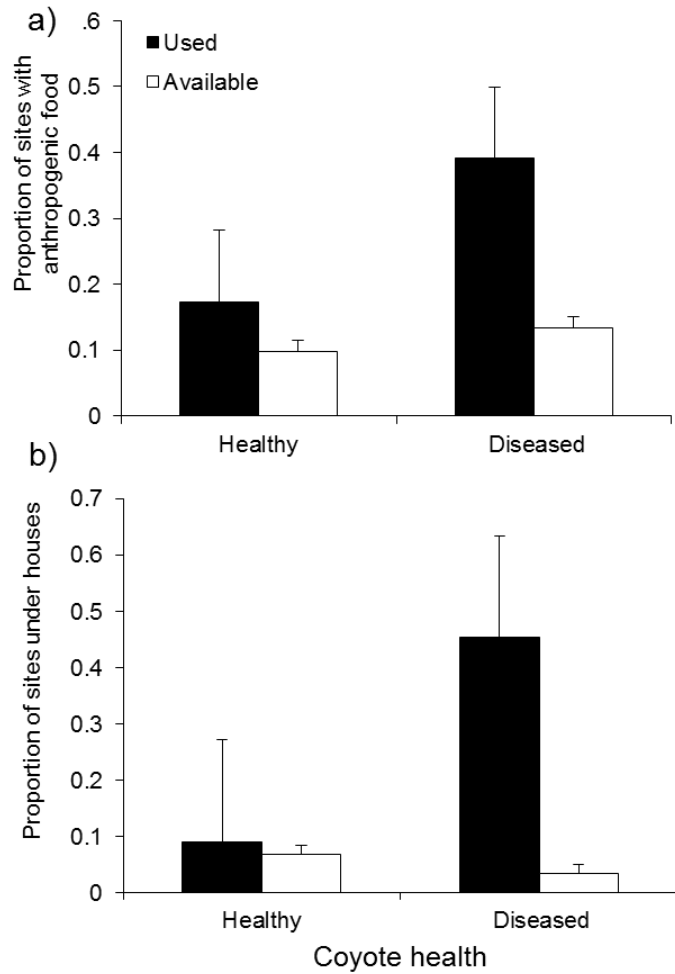 a)
.6
0.5
0.4
0.3
0.2
0.1
0
Used
Available
Proportion of sites with
anthropogenic food
Healthy
Diseased
b)
0.7
0.6
0.5
0.4
0.3
0.2
0.1
0
Proportion of sites under houses
Healthy
Diseased
Coyote health